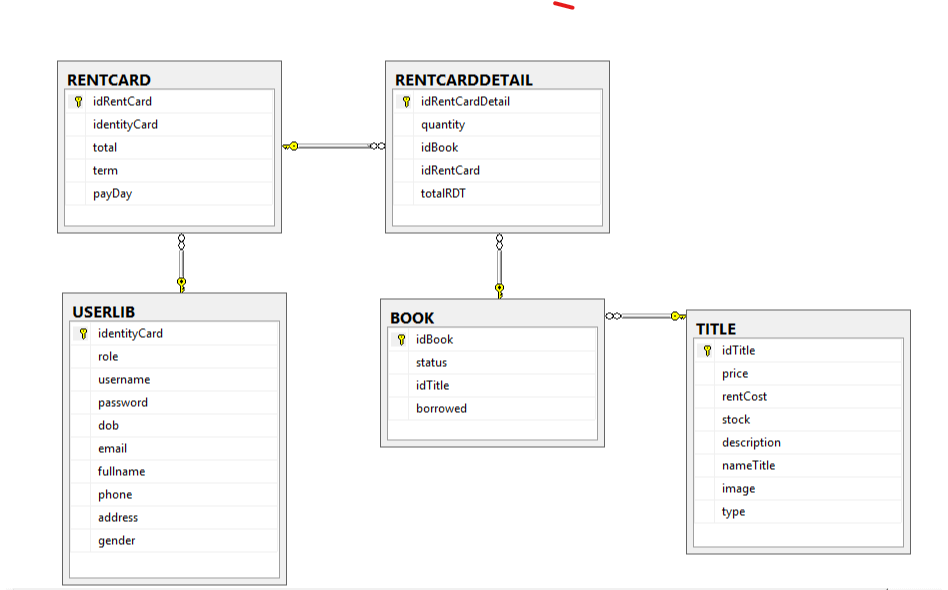 RENTCARD
idRentCard
identityCard
total
term
payDay
RENTCARDDETAIL
idRentCardDetail
quantity
idBook
idRentCard
totalRDT
USERLIB
identityCard
role
username
password
dob
email
fullname
phone
address
gender
BOOK
idBook
status
idTitle
borrowed
TITLE
idTitle
price
rentCost
stock
description
nameTitle
image
type